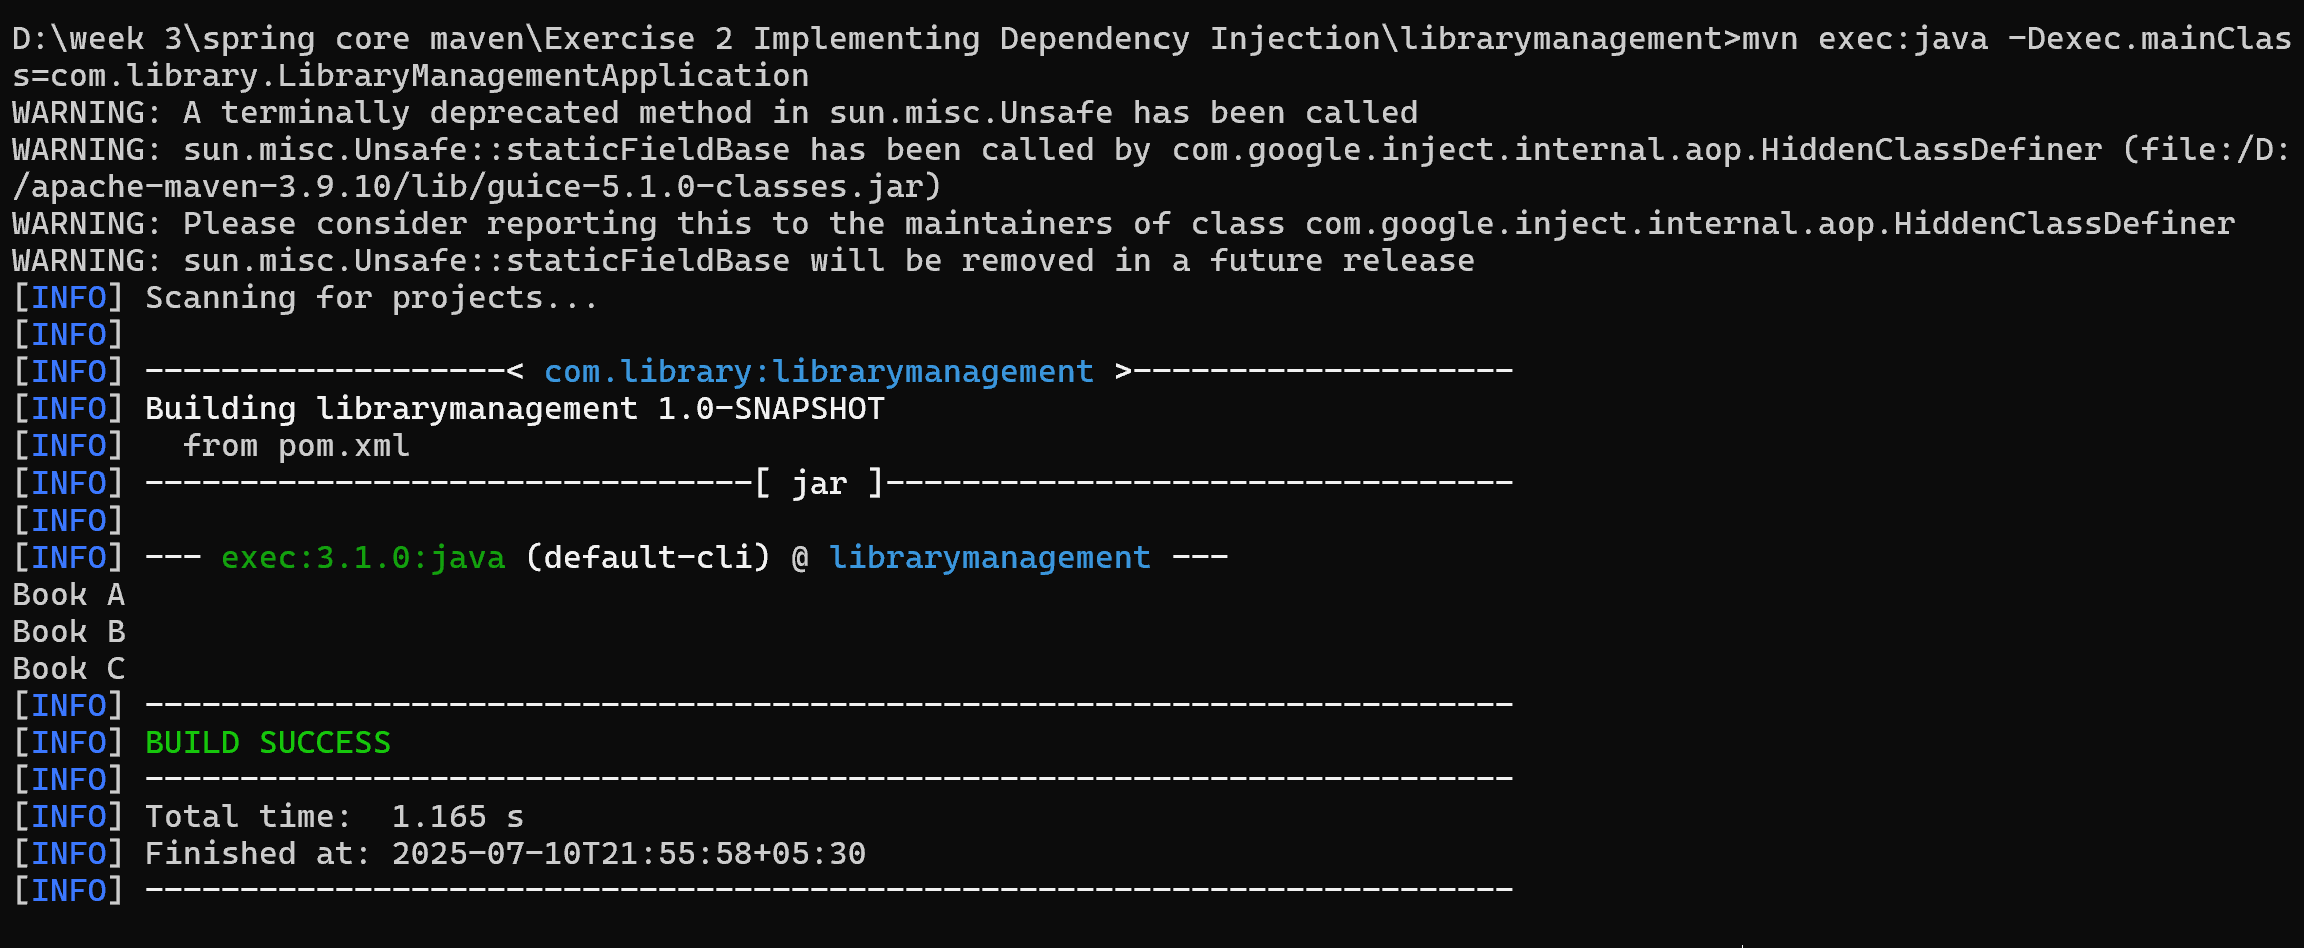 D:\week 3\spring core maven\Exercise 2 Implementing Dependency Injection\librarymanagement>mvn exec:java -Dexec.mainClas
s=com.library.LibraryManagementApplication
WARNING: A terminally deprecated method in sun.misc.Unsafe has been called
WARNING: sun.misc.Unsafe::staticFieldBase has been called by com.google.inject.internal.aop.HiddenClassDefiner (file:/D:
/apache-maven-3.9.10/lib/guice-5.1.0-classes.jar)
WARNING: Please consider reporting this to the maintainers of class com.google.inject.internal.aop.HiddenClassDefiner
WARNING: sun.misc.Unsafe::staticFieldBase will be removed in a future release
[INFO] Scanning for projects...
[INFO]
[INFO] -------------------< com.library:librarymanagement >--------------------
[INFO] Building librarymanagement 1.0-SNAPSHOT
[INFO]   from pom.xml
[INFO] --------------------------------[ jar ]---------------------------------
[INFO]
[INFO] --- exec:3.1.0:java (default-cli) @ librarymanagement ---
Book A
Book B
Book C
[INFO] ------------------------------------------------------------------------
[INFO] BUILD SUCCESS
[INFO] ------------------------------------------------------------------------
[INFO] Total time:  1.165 s
[INFO] Finished at: 2025-07-10T21:55:58+05:30
[INFO] ------------------------------------------------------------------------